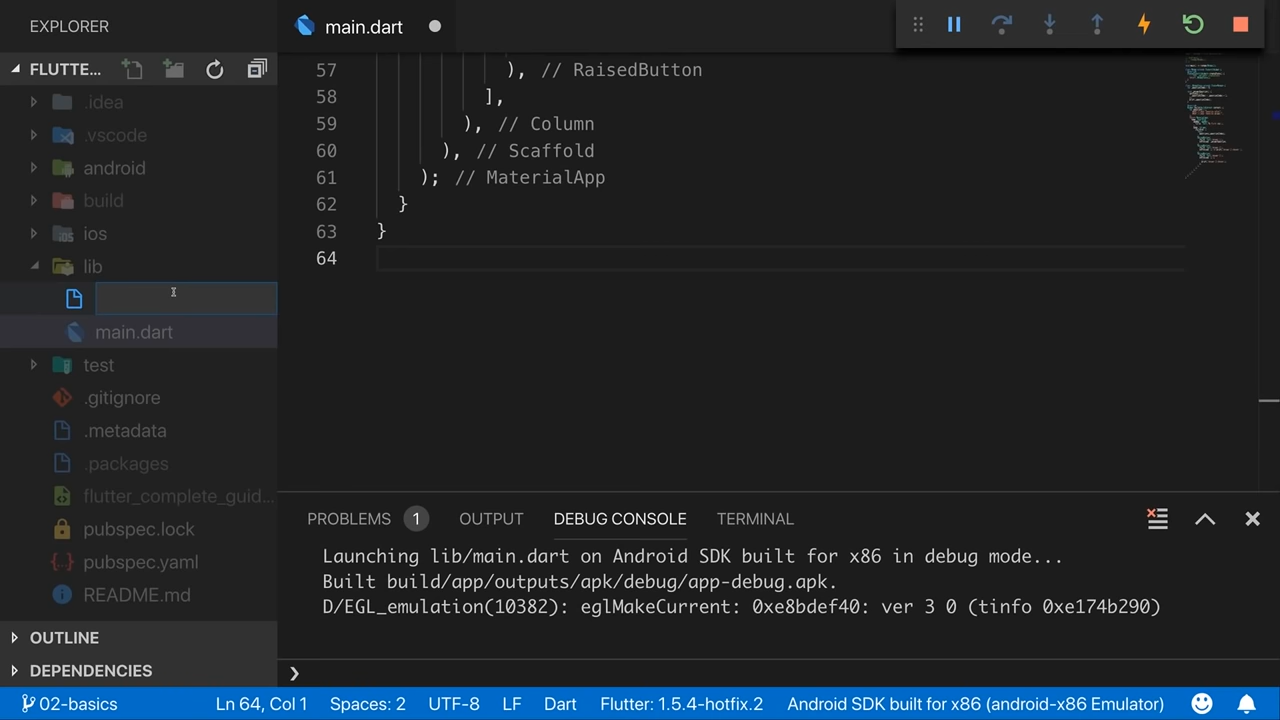 EXPLORER
main.dart
FLUTTE...
.idea
.vscode
android
build
ios
lib
main.dart
test
.gitignore
.metadata
.packages
flutter_complete_guid...
pubspec.lock
pubspec.yaml
README.md
OUTLINE
DEPENDENCIES
57 ), // RaisedButton
58 ],
59 ), // Column
60 ), // Scaffold
61 ); // MaterialApp
62 }
63 }
64
PROBLEMS 1 OUTPUT DEBUG CONSOLE TERMINAL
Launching lib/main.dart on Android SDK built for x86 in debug mode...
Built build/app/outputs/apk/debug/app-debug.apk.
D/EGL_emulation(10382): eglMakeCurrent: 0xe8bdef40: ver 3 0 (tinfo 0xe174b290)
02-basics Ln 64, Col 1 Spaces: 2 UTF-8 LF Dart Flutter: 1.5.4-hotfix.2 Android SDK built for x86 (android-x86 Emulator)